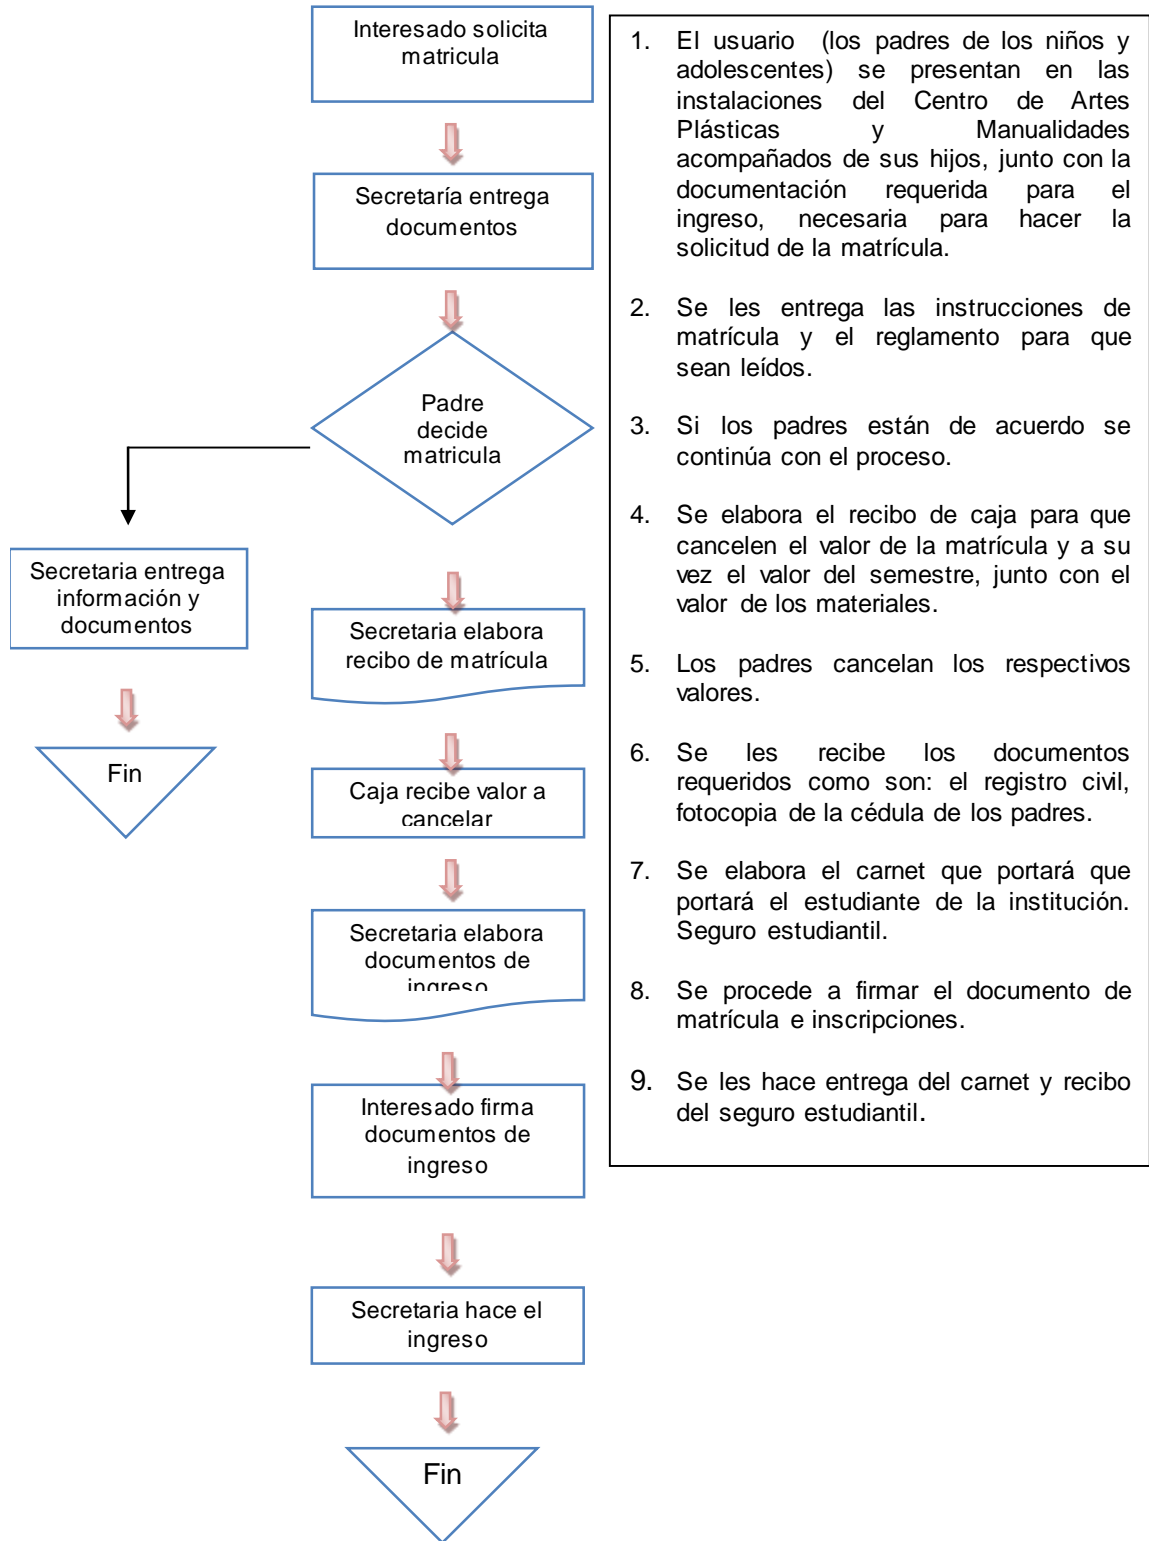 Interesado solicita
matricula
Secretaría entrega
documentos
Padre
decide
matricula
Secretaria entrega
información y
documentos
Fin
Secretaria elabora
recibo de matrícula
Caja recibe valor a
cancelar
Secretaria elabora
documentos de
ingreso
Interesado firma
documentos de
ingreso
Secretaria hace el
ingreso
Fin
1. El usuario (los padres de los niños y
adolescentes) se presentan en las
instalaciones del Centro de Artes
Plásticas y Manualidades
acompañados de sus hijos, junto con la
documentación requerida para el
ingreso, necesaria para hacer la
solicitud de la matrícula.
2. Se les entrega las instrucciones de
matrícula y el reglamento para que
sean leídos.
3. Si los padres están de acuerdo se
continúa con el proceso.
4. Se elabora el recibo de caja para que
cancelen el valor de la matrícula y a su
vez el valor del semestre, junto con el
valor de los materiales.
5. Los padres cancelan los respectivos
valores.
6. Se les recibe los documentos
requeridos como son: el registro civil,
fotocopia de la cédula de los padres.
7. Se elabora el carnet que portará que
portará el estudiante de la institución.
Seguro estudiantil.
8. Se procede a firmar el documento de
matrícula e inscripciones.
9. Se les hace entrega del carnet y recibo
del seguro estudiantil.